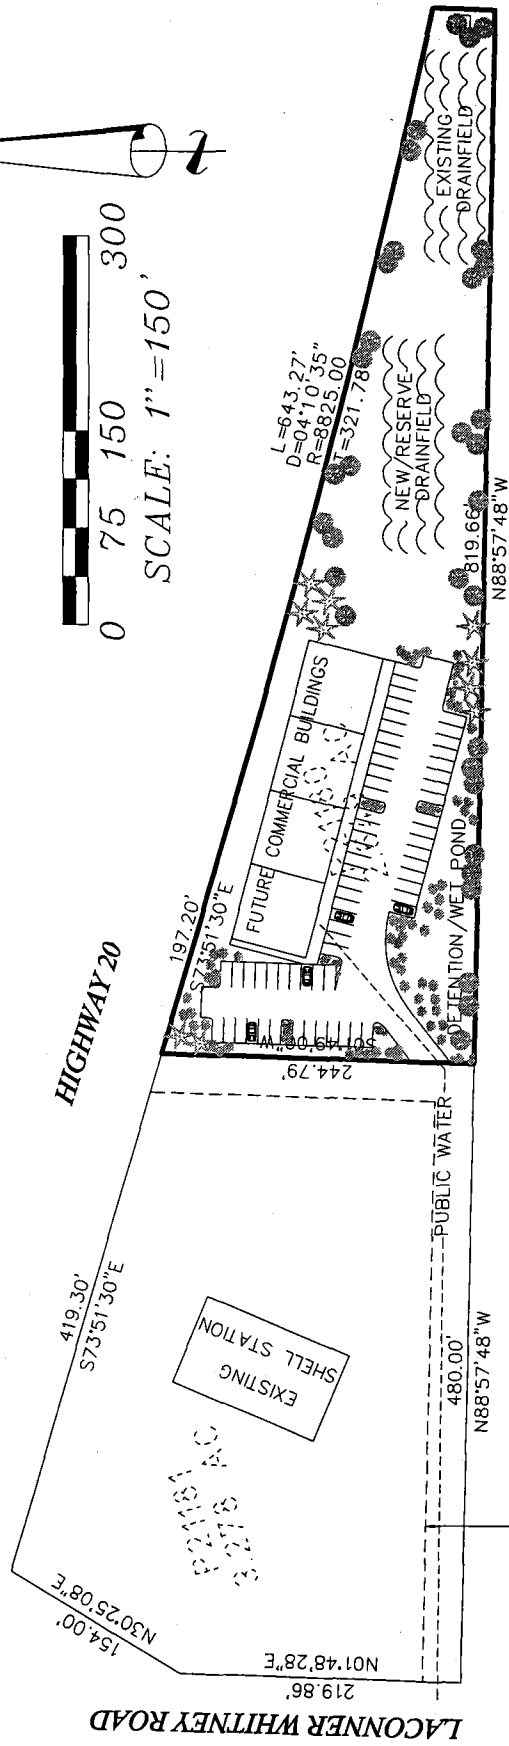 HIGHWAY 20
LACONNER WHITNEY ROAD
0 75 150 300
SCALE: 1"=150'
419.30'
S73°51'30"E
154.00'
N30°25'08"E
219.86'
N01°48'28"E
EXISTING
SHELL STATION
PUBLIC WATER
480.00'
N88°57'48"W
197.20'
S73°51'30"E
244.79'
FUTURE COMMERCIAL BUILDINGS
DETENTION/WET POND
L=643.27'
D=04°10'35"
R=8825.00
T=321.78'
NEW/RESERVE
DRAINFIELD
EXISTING
DRAINFIELD
819.66'
N88°57'48"W